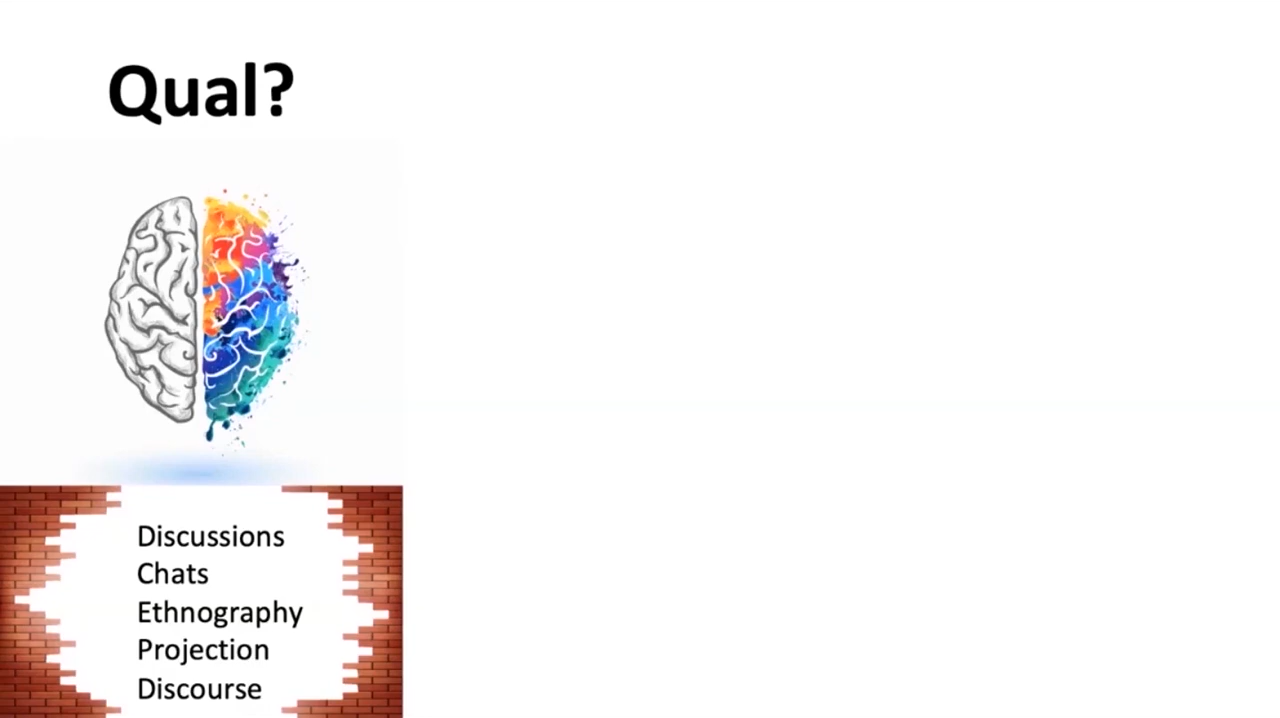 Qual?
Discussions
Chats
Ethnography
Projection
Discourse